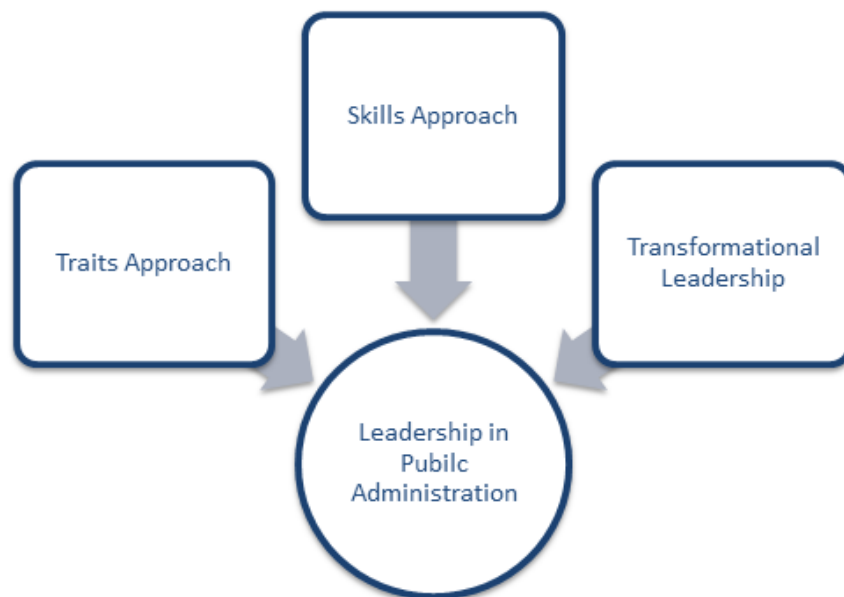 Skills Approach
Traits Approach
Transformational
Leadership
Leadership in
Pubilc
Administration